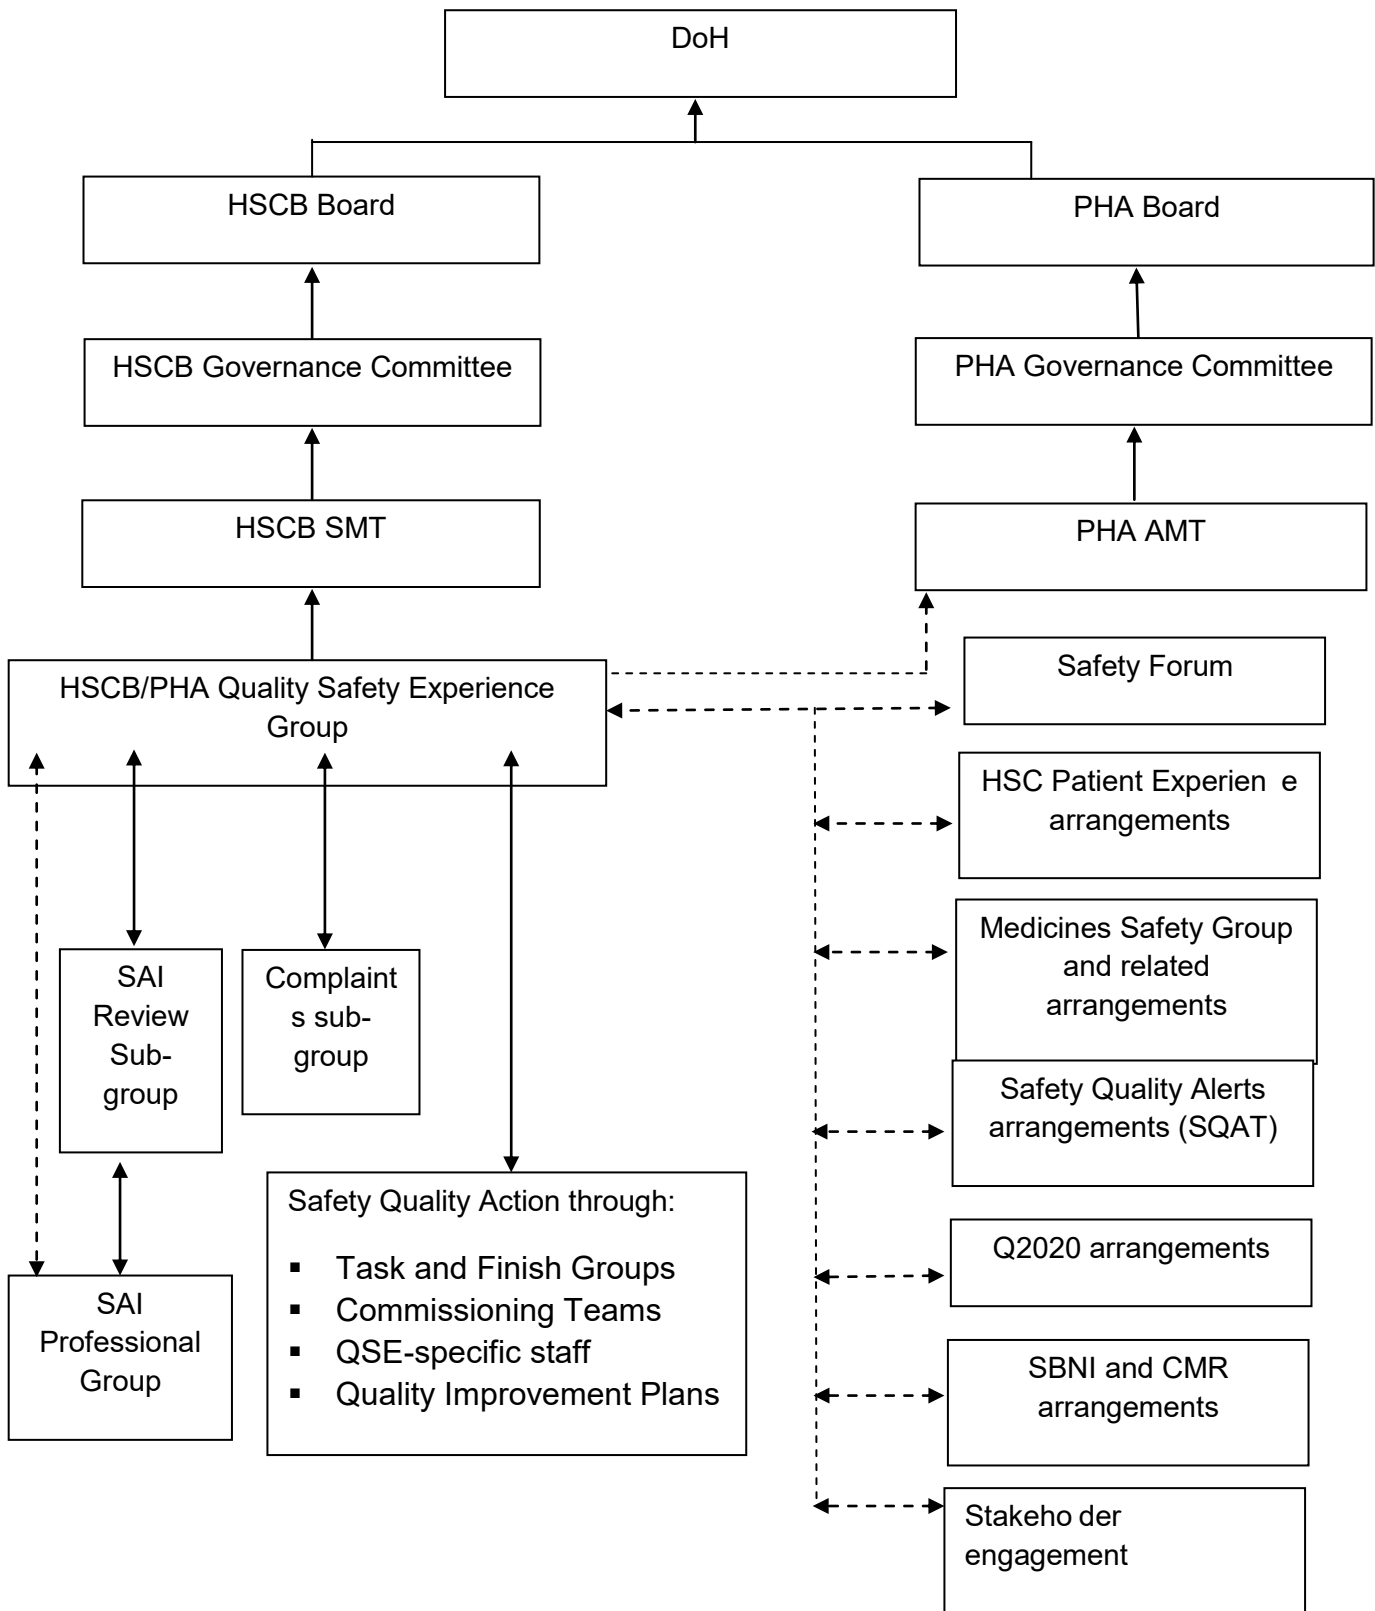 DoH
HSCB Board
PHA Board
HSCB Governance Committee
PHA Governance Committee
HSCB SMT
PHA AMT
HSCB/PHA Quality Safety Experience
Group
Safety Forum
HSC Patient Experien e
arrangements
Medicines Safety Group
and related
arrangements
SAI
Review
Sub-
group
Complaint
s sub-
group
Safety Quality Alerts
arrangements (SQAT)
Safety Quality Action through:
▪ Task and Finish Groups
▪ Commissioning Teams
▪ QSE-specific staff
▪ Quality Improvement Plans
SAI
Professional
Group
Q2020 arrangements
SBNI and CMR
arrangements
Stakeho der
engagement